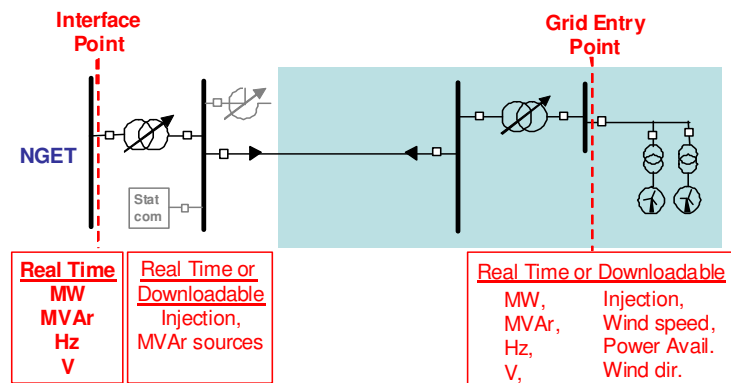 Interface
Point
Grid Entry
Point
NGET
Stat
com
Real Time
MW
MVAr
Hz
V
Real Time or
Downloadable
Injection,
MVAr sources
Real Time or Downloadable
MW, Injection,
MVAr, Wind speed,
Hz, Power Avail.
V, Wind dir.